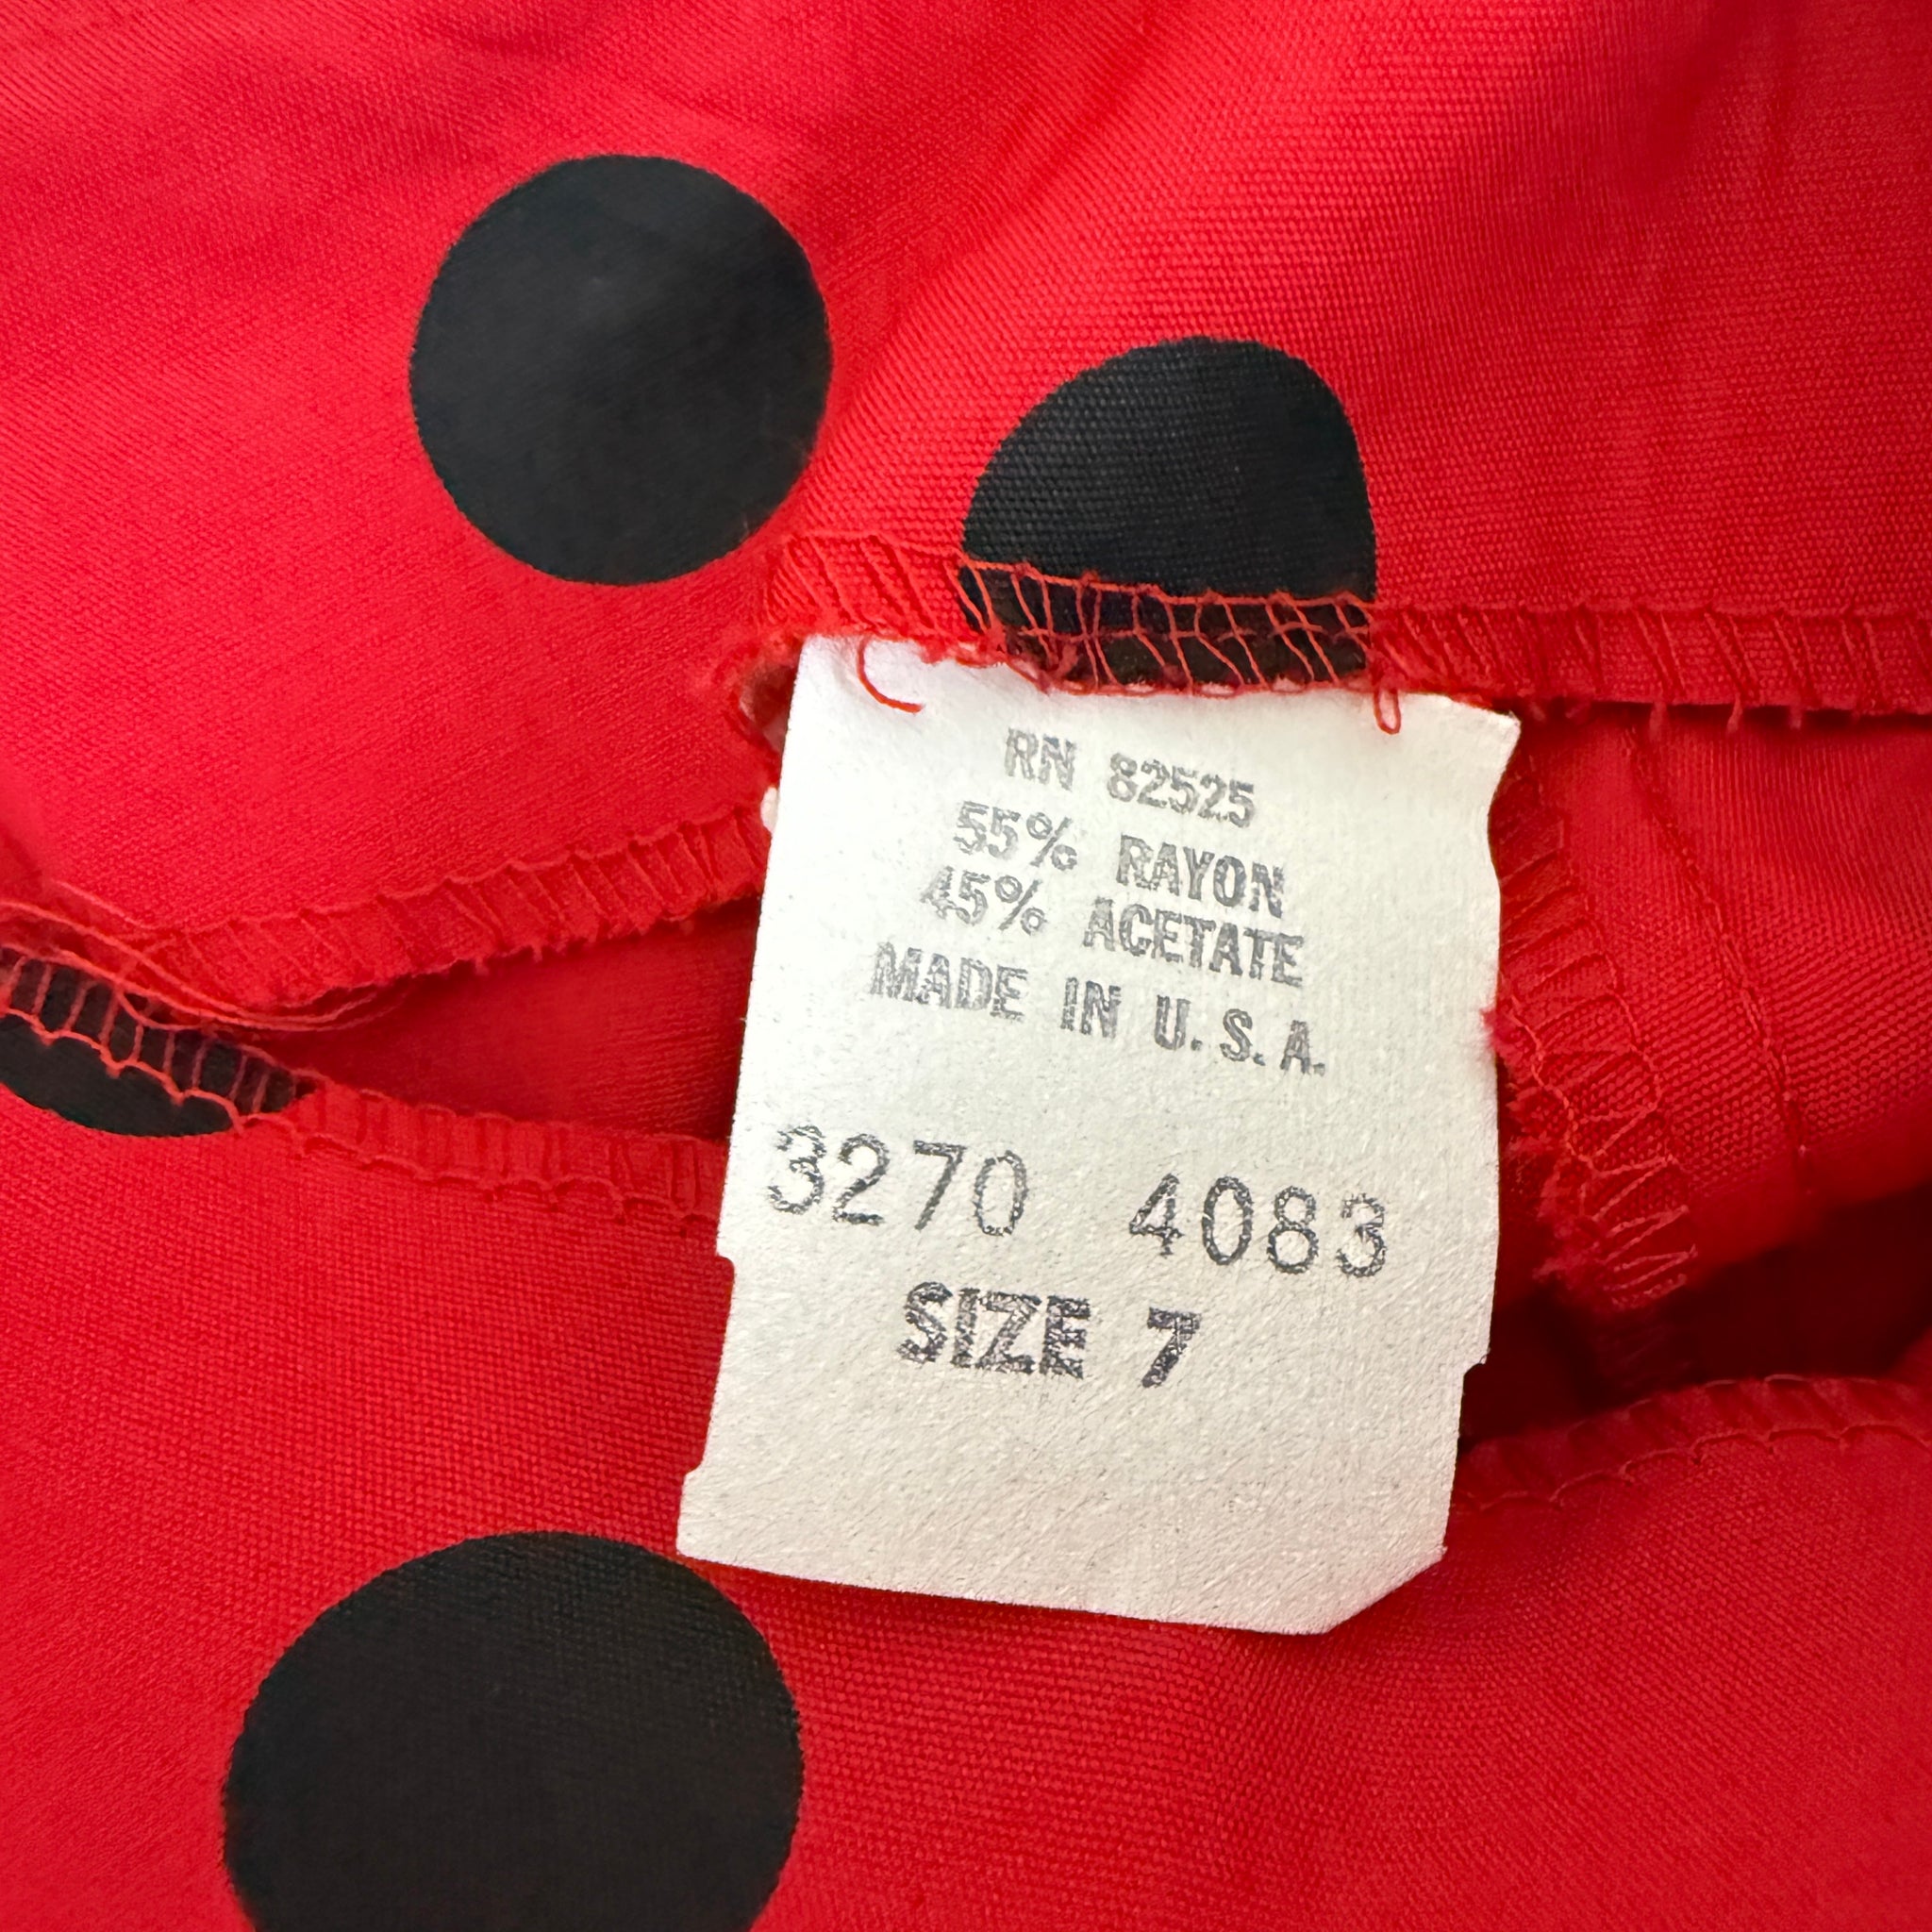 RN 82525
55% RAYON
45% ACETATE
MADE IN U.S.A.
3270 4083
SIZE 7